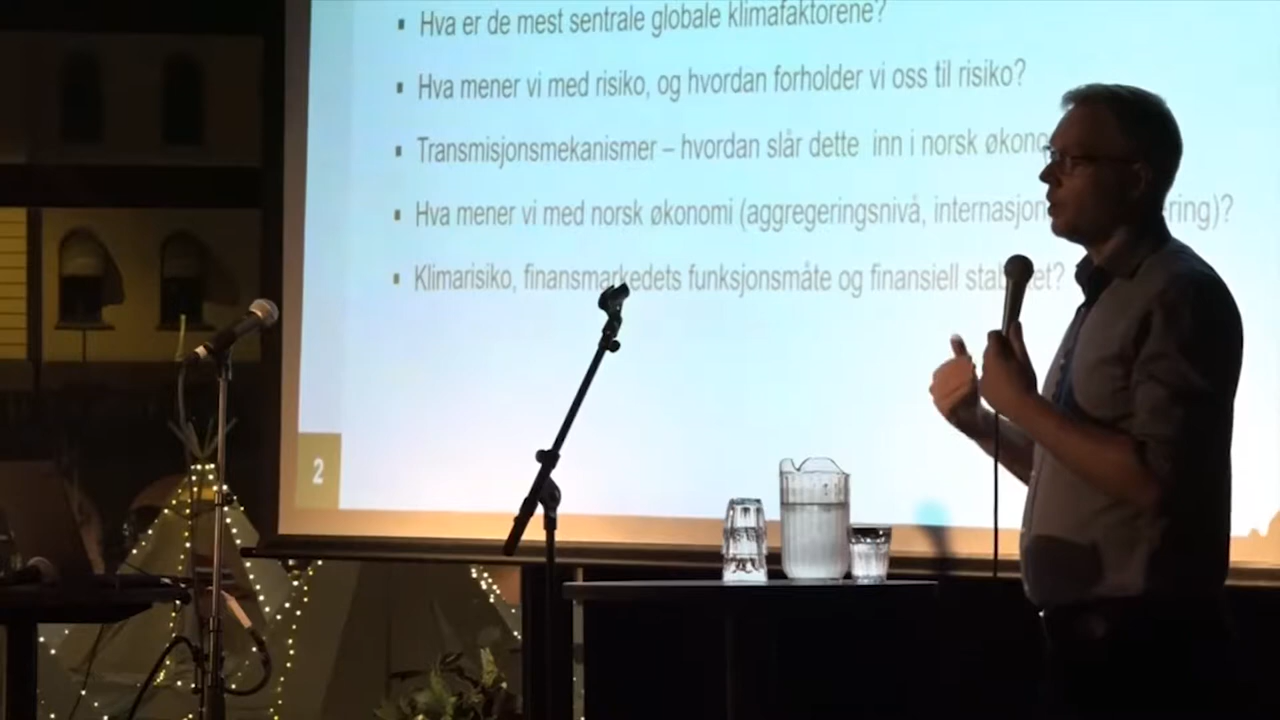 Hva er de mest sentrale globale klimafaktorene?
Hva mener vi med risiko, og hvordan forholder vi oss til risiko?
Transmisjonsmekanismer – hvordan slår dette inn i norsk
Hva mener vi med norsk økonomi (aggregeringsnivå,
Klimarisiko, finansmarkedets funksjonsmåte og finansiell
2